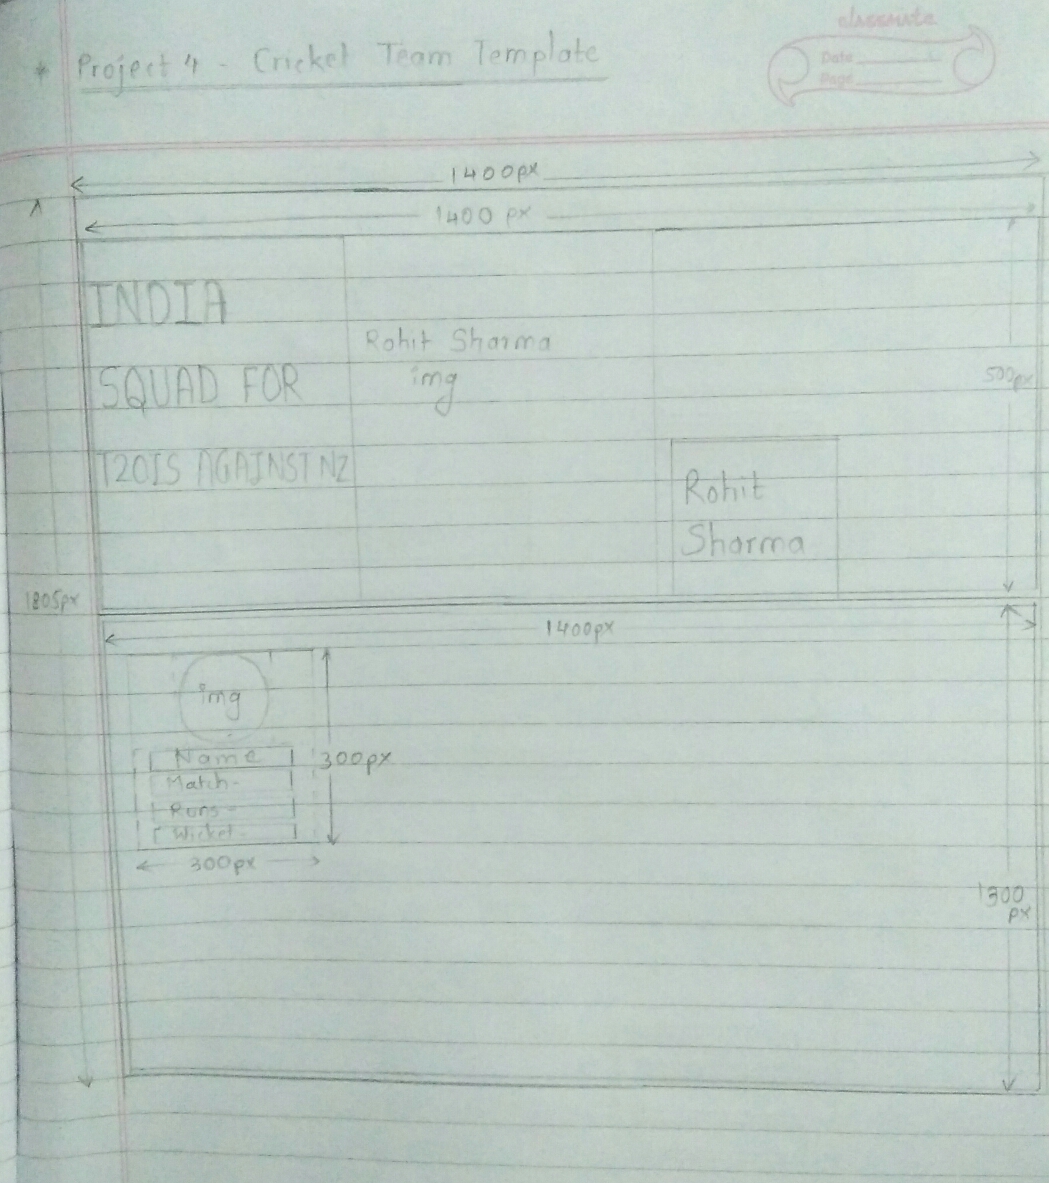 classmate
Date
Page
* Project 4 - Cricket Team Template
1400px
1400 px
INDIA
Rohit Sharma
SQUAD FOR
img
500px
T20IS AGAINST NZ
Rohit
Sharma
1805px
1400px
img
Name
300px
Match-
Runs-
Wicket-
300px
1300
px